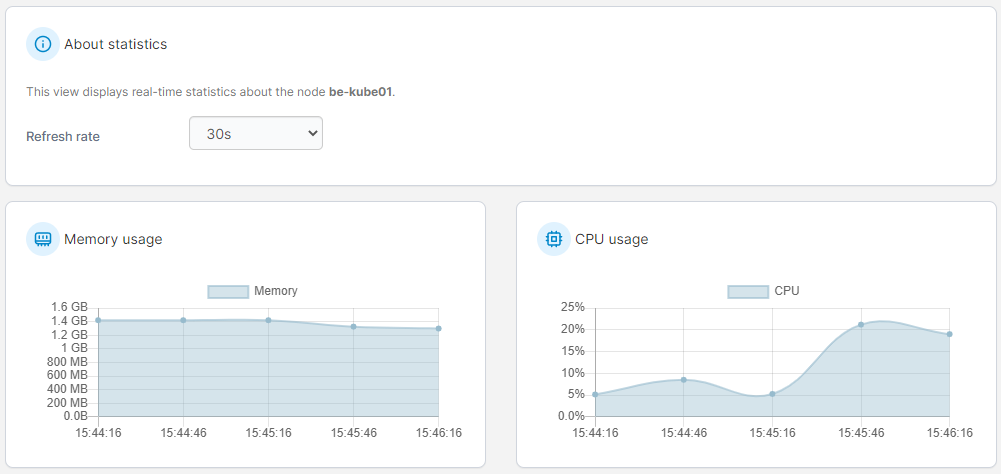 About statistics
This view displays real-time statistics about the node be-kube01.
Refresh rate
30s
Memory usage
Memory
1.6 GB
1.4 GB
1.2 GB
1 GB
800 MB
600 MB
400 MB
200 MB
0.0B
15:44:16 15:44:46 15:45:16 15:45:46 15:46:16
CPU usage
CPU
25%
20%
15%
10%
5%
0.0%
15:44:16 15:44:46 15:45:16 15:45:46 15:46:16